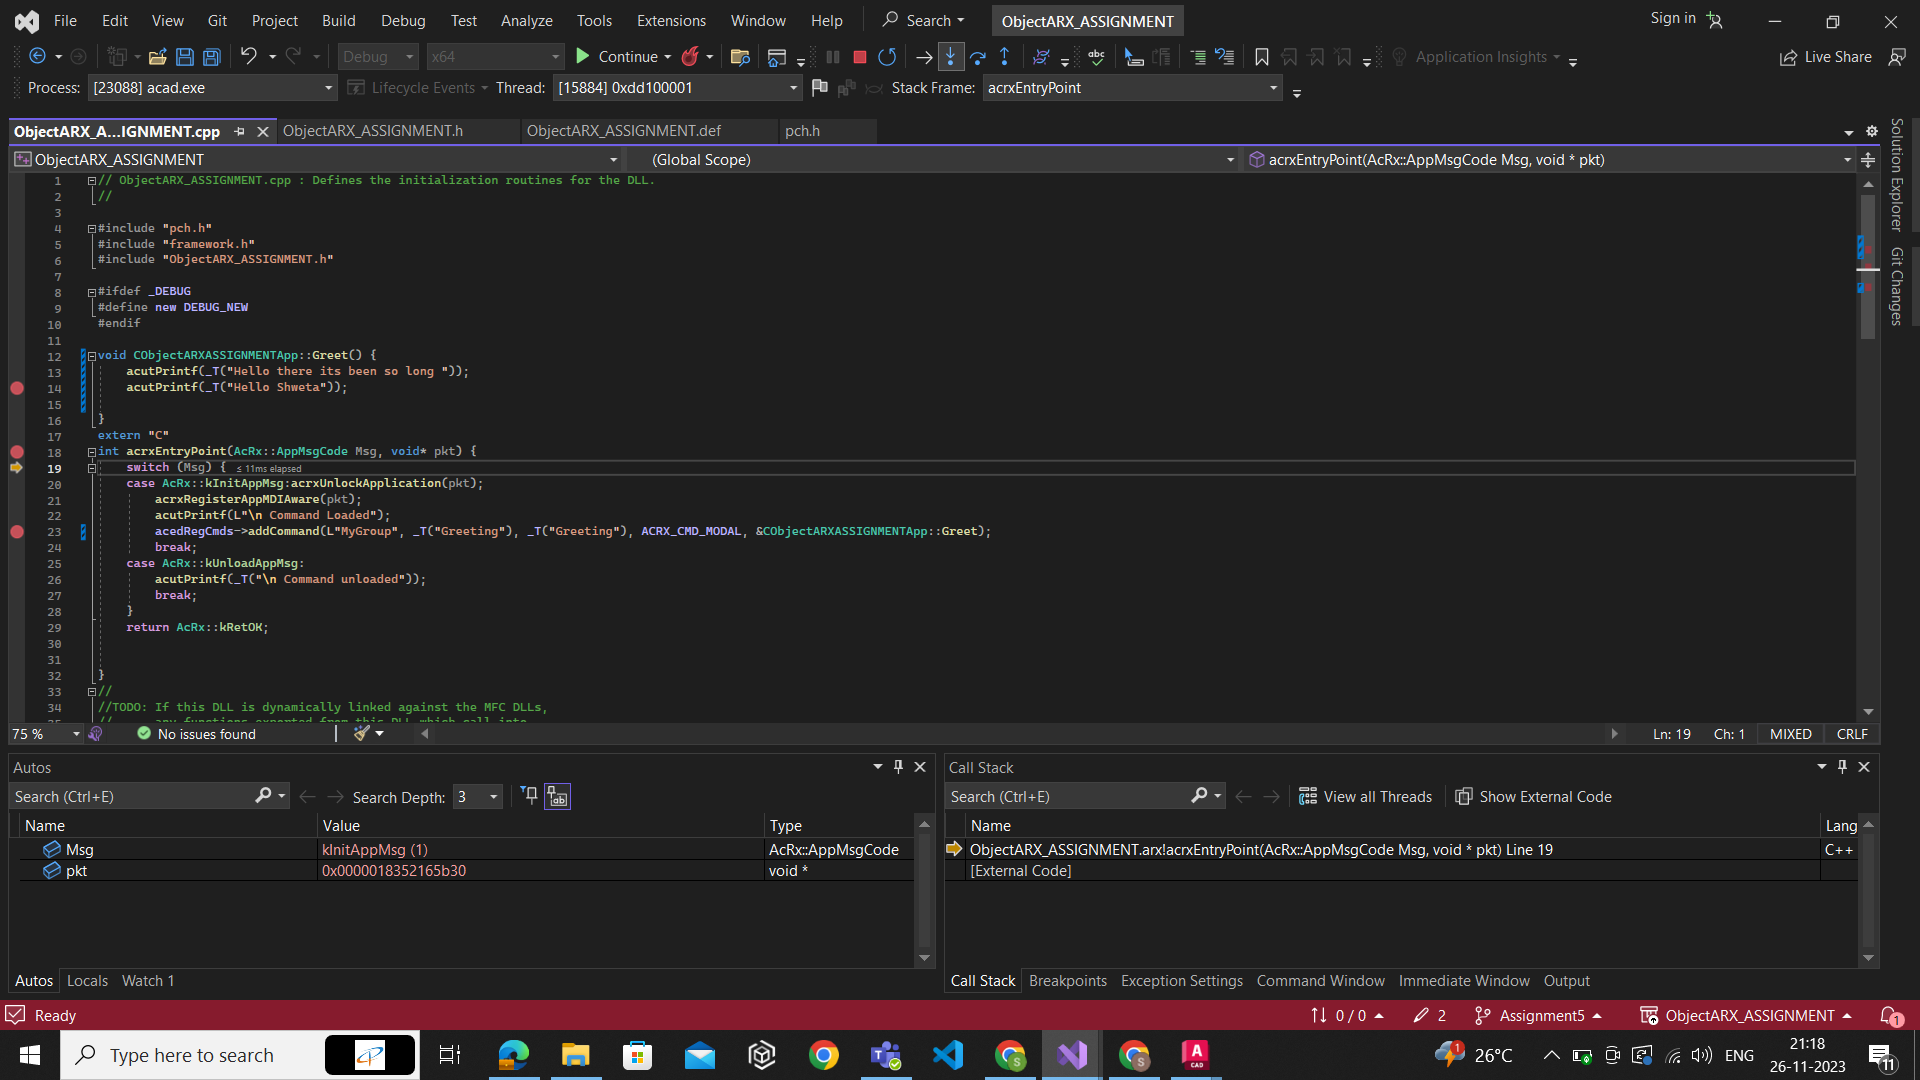 File Edit View Git Project Build Debug Test Analyze Tools Extensions Window Help Search ObjectARX_ASSIGNMENT Sign in
Debug x64 Continue Application Insights Live Share
Process: [23088] acad.exe Lifecycle Events Thread: [15884] 0xdd100001 Stack Frame: acrxEntryPoint
ObjectARX_A...IGNMENT.cpp ObjectARX_ASSIGNMENT.h ObjectARX_ASSIGNMENT.def pch.h
ObjectARX_ASSIGNMENT (Global Scope) acrxEntryPoint(AcRx::AppMsgCode Msg, void * pkt)
1 // ObjectARX_ASSIGNMENT.cpp : Defines the initialization routines for the DLL.
2 //
3
4 #include "pch.h"
5 #include "framework.h"
6 #include "ObjectARX_ASSIGNMENT.h"
7
8 #ifdef _DEBUG
9 #define new DEBUG_NEW
10 #endif
11
12 void CObjectARXASSIGNMENTApp::Greet() {
13 acutPrintf(_T("Hello there its been so long "));
14 acutPrintf(_T("Hello Shweta"));
15
16 }
17 extern "C"
18 int acrxEntryPoint(AcRx::AppMsgCode Msg, void* pkt) {
19 switch (Msg) { ≤ 11ms elapsed
20 case AcRx::kInitAppMsg:acrxUnlockApplication(pkt);
21 acrxRegisterAppMDIAware(pkt);
22 acutPrintf(L"\n Command Loaded");
23 acedRegCmds->addCommand(L"MyGroup", _T("Greeting"), _T("Greeting"), ACRX_CMD_MODAL, &CObjectARXASSIGNMENTApp::Greet);
24 break;
25 case AcRx::kUnloadAppMsg:
26 acutPrintf(_T("\n Command unloaded"));
27 break;
28 }
29 return AcRx::kRetOK;
30
31
32 }
33 //
34 //TODO: If this DLL is dynamically linked against the MFC DLLs,
// any functions exported from this DLL which call into
75 % No issues found Ln: 19 Ch: 1 MIXED CRLF
Solution Explorer
Git Changes
Autos
Search (Ctrl+E) Search Depth: 3
Name Value Type
Msg kInitAppMsg (1) AcRx::AppMsgCode
pkt 0x0000018352165b30 void *
Autos Locals Watch 1
Call Stack
Search (Ctrl+E) View all Threads Show External Code
Name Lang
ObjectARX_ASSIGNMENT.arx!acrxEntryPoint(AcRx::AppMsgCode Msg, void * pkt) Line 19 C++
[External Code]
Call Stack Breakpoints Exception Settings Command Window Immediate Window Output
Ready 0 / 0 2 Assignment5 ObjectARX_ASSIGNMENT 1
Type here to search 1 26°C ENG 21:18
26-11-2023 11